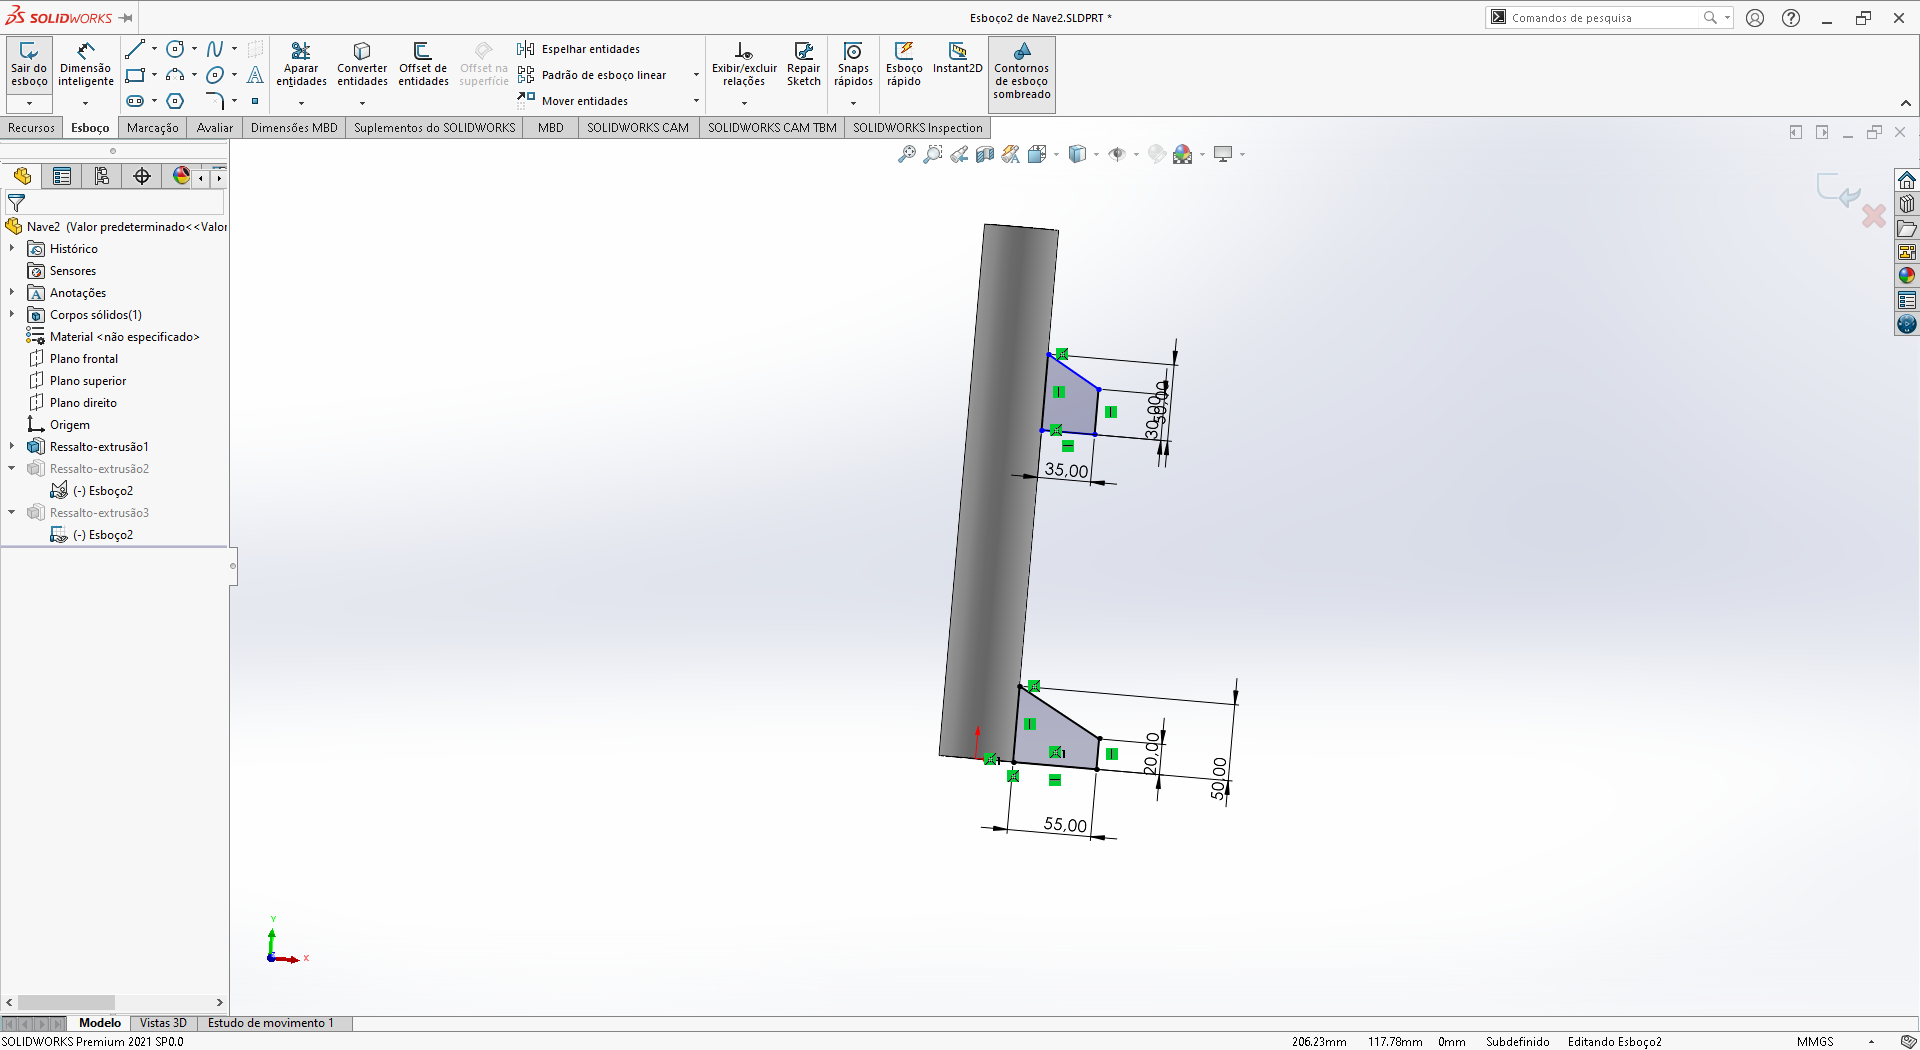 SOLIDWORKS
Esboço2 de Nave2.SLDPRT *
Comandos de pesquisa
Sair do esboço
Dimensão inteligente
Aparar entidades
Converter entidades
Offset de entidades
Offset na superfície
Espelhar entidades
Padrão de esboço linear
Mover entidades
Exibir/excluir relações
Repair Sketch
Snaps rápidos
Esboço rápido
Instant2D
Contornos de esboço sombreado
Recursos
Esboço
Marcação
Avaliar
Dimensões MBD
Suplementos do SOLIDWORKS
MBD
SOLIDWORKS CAM
SOLIDWORKS CAM TBM
SOLIDWORKS Inspection
Nave2 (Valor predeterminado<<Valor
Histórico
Sensores
Anotações
Corpos sólidos(1)
Material <não especificado>
Plano frontal
Plano superior
Plano direito
Origem
Ressalto-extrusão1
Ressalto-extrusão2
(-) Esboço2
Ressalto-extrusão3
(-) Esboço2
30,00
50,00
35,00
1
1
20,00
50,00
55,00
Y
X
Modelo
Vistas 3D
Estudo de movimento 1
SOLIDWORKS Premium 2021 SP0.0
206.23mm
117.78mm
0mm
Subdefinido
Editando Esboço2
MMGS